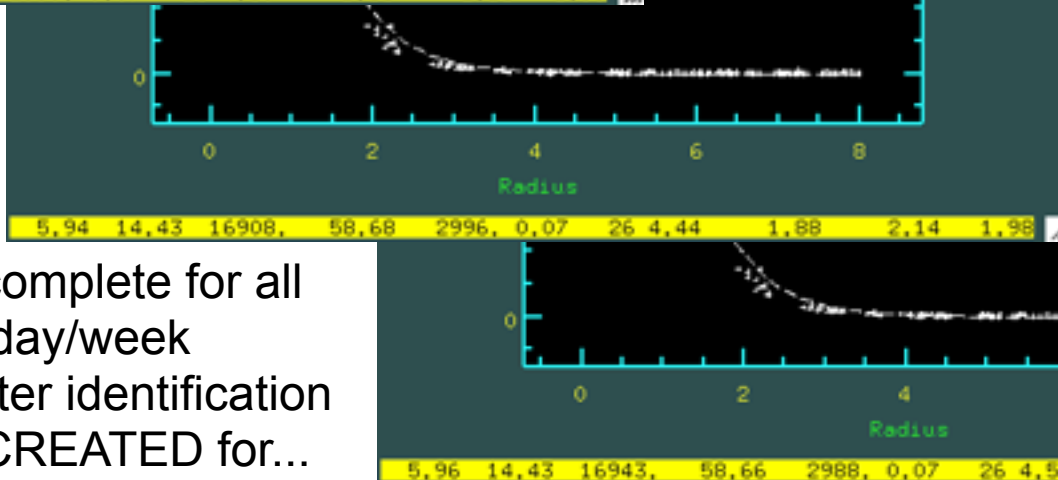 0
0 2 4 6 8
Radius
5,94 14,43 16908, 58,68 2996, 0,07 26 4,44 1,88 2,14 1,98
complete for all
day/week
ter identification
CREATED for...
0
0 2 4
Radius
5,96 14,43 16943, 58,66 2988, 0,07 26 4,5